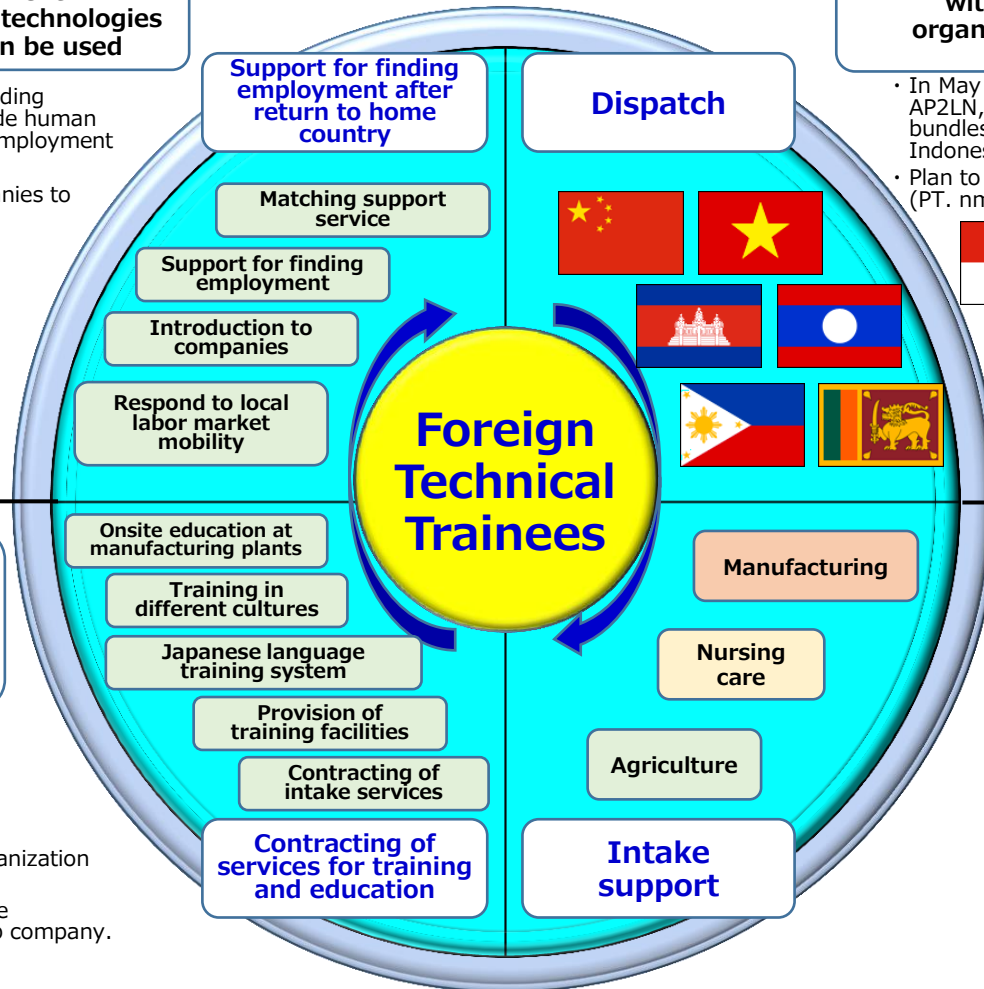 technologies
n be used
ding
de human
mployment
nies to
Support for finding
employment after
return to home
country
Matching support
service
Support for finding
employment
Introduction to
companies
Respond to local
labor market
mobility
Dispatch
wit
organ
・In May
AP2LN,
bundles
Indones
・Plan to
(PT. nm
Foreign
Technical
Trainees
Onsite education at
manufacturing plants
Training in
different cultures
Japanese language
training system
Provision of
training facilities
Contracting of
intake services
Contracting of
services for training
and education
Manufacturing
Nursing
care
Agriculture
Intake
support
anization
e
o company.